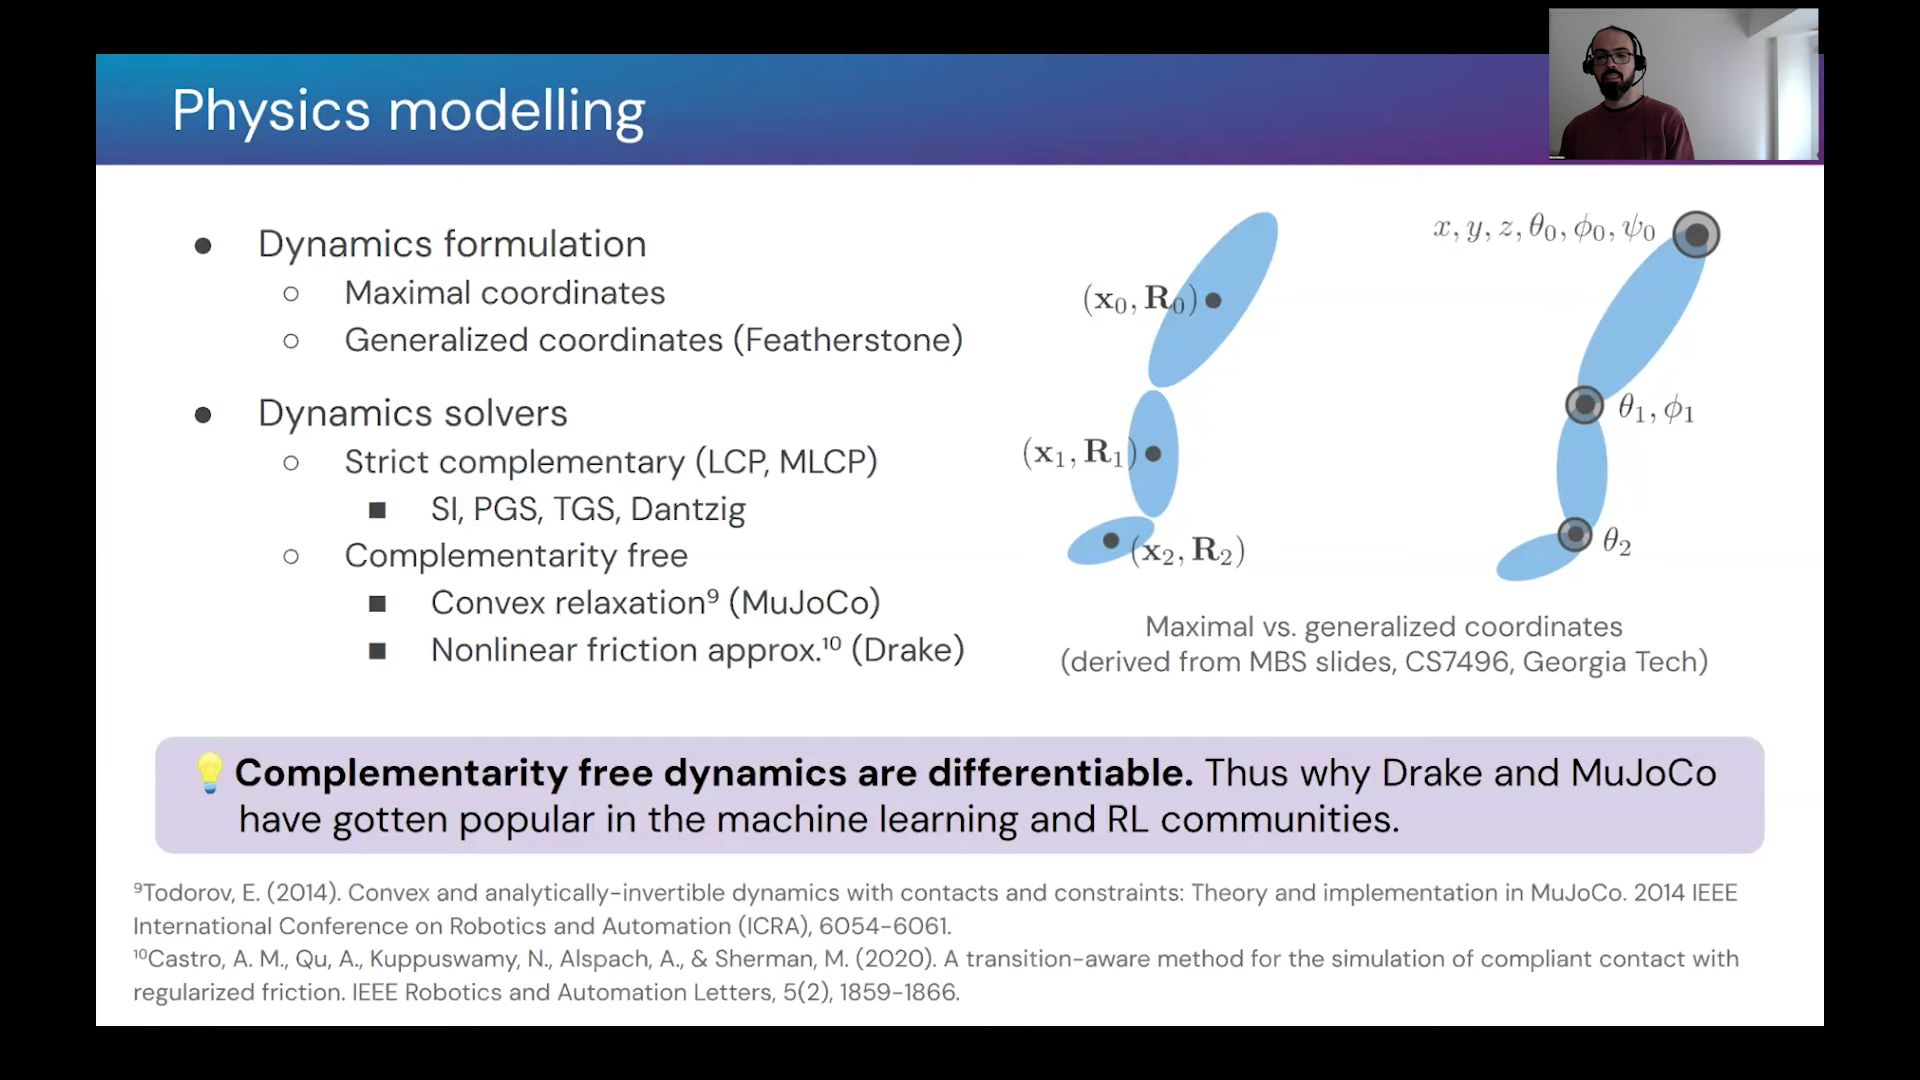 Physics modelling
● Dynamics formulation
○ Maximal coordinates
○ Generalized coordinates (Featherstone)
● Dynamics solvers
○ Strict complementary (LCP, MLCP)
■ SI, PGS, TGS, Dantzig
○ Complementarity free
■ Convex relaxation⁹ (MuJoCo)
■ Nonlinear friction approx.¹⁰ (Drake)
(x₀, R₀)
(x₁, R₁)
(x₂, R₂)
x, y, z, θ₀, ϕ₀, ψ₀
θ₁, ϕ₁
θ₂
Maximal vs. generalized coordinates
(derived from MBS slides, CS7496, Georgia Tech)
💡Complementarity free dynamics are differentiable. Thus why Drake and MuJoCo
have gotten popular in the machine learning and RL communities.
⁹Todorov, E. (2014). Convex and analytically-invertible dynamics with contacts and constraints: Theory and implementation in MuJoCo. 2014 IEEE
International Conference on Robotics and Automation (ICRA), 6054-6061.
¹⁰Castro, A. M., Qu, A., Kuppuswamy, N., Alspach, A., & Sherman, M. (2020). A transition-aware method for the simulation of compliant contact with
regularized friction. IEEE Robotics and Automation Letters, 5(2), 1859-1866.